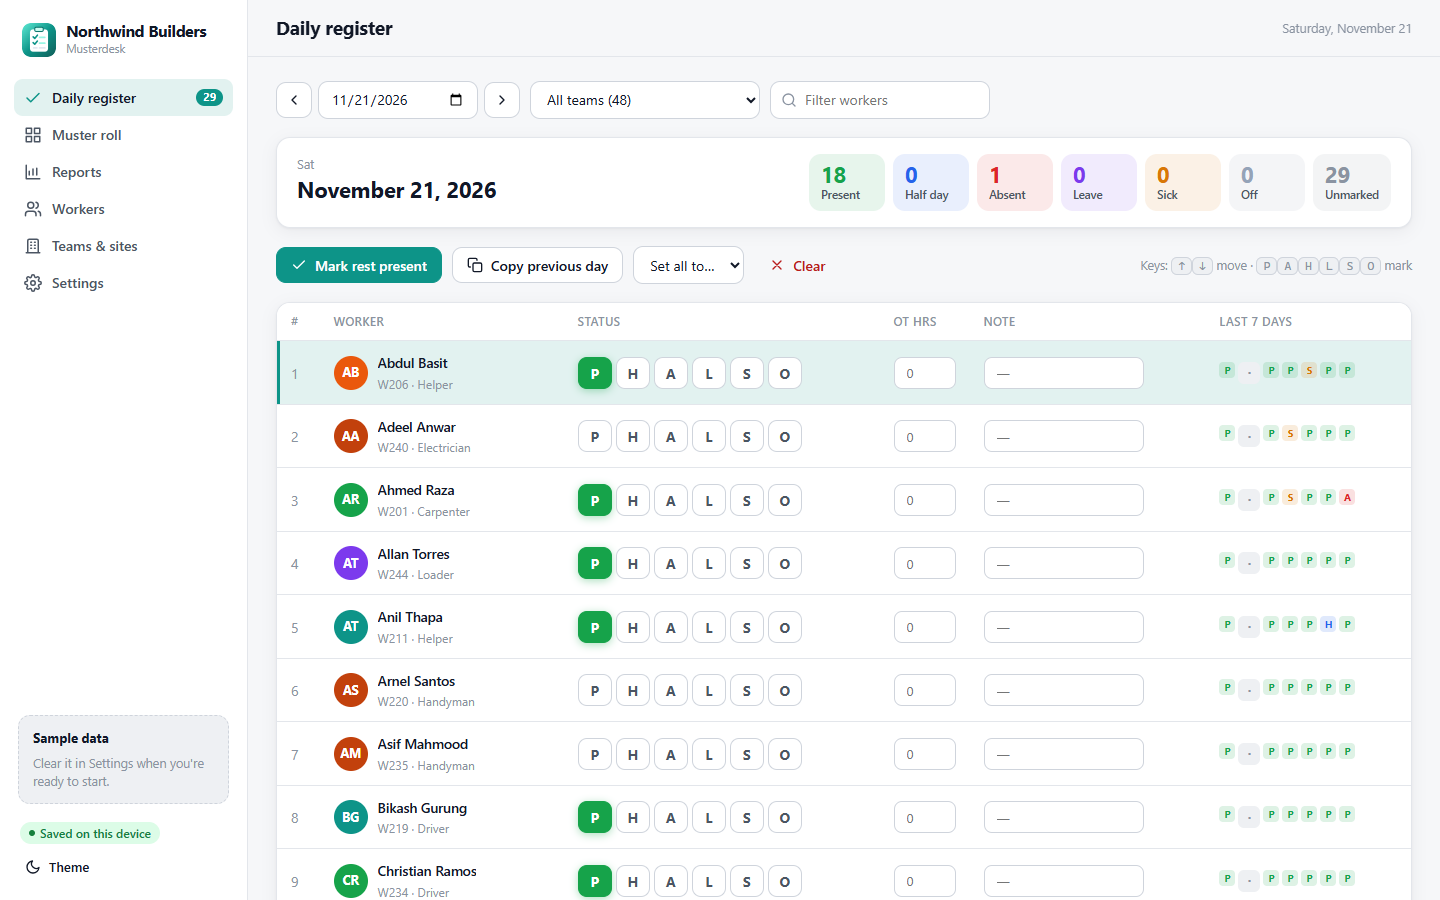 Northwind Builders
Musterdesk
Daily register 29
Muster roll
Reports
Workers
Teams & sites
Settings
Sample data
Clear it in Settings when you're
ready to start.
Saved on this device
Theme
Daily register
Saturday, November 21
11/21/2026
All teams (48)
Filter workers
Sat
November 21, 2026
18 Present
0 Half day
1 Absent
0 Leave
0 Sick
0 Off
29 Unmarked
Mark rest present
Copy previous day
Set all to...
Clear
Keys: ↑ ↓ move · P A H L S O mark
# WORKER STATUS OT HRS NOTE LAST 7 DAYS
1 AB Abdul Basit P H A L S O 0 — P · P P S P P
W206 · Helper
2 AA Adeel Anwar P H A L S O 0 — P · P S P P P
W240 · Electrician
3 AR Ahmed Raza P H A L S O 0 — P · P S P P A
W201 · Carpenter
4 AT Allan Torres P H A L S O 0 — P · P P P P P
W244 · Loader
5 AT Anil Thapa P H A L S O 0 — P · P P P H P
W211 · Helper
6 AS Arnel Santos P H A L S O 0 — P · P P P P P
W220 · Handyman
7 AM Asif Mahmood P H A L S O 0 — P · P P P P P
W235 · Handyman
8 BG Bikash Gurung P H A L S O 0 — P · P P P P P
W219 · Driver
9 CR Christian Ramos P H A L S O 0 — P · P P P P P
W234 · Driver